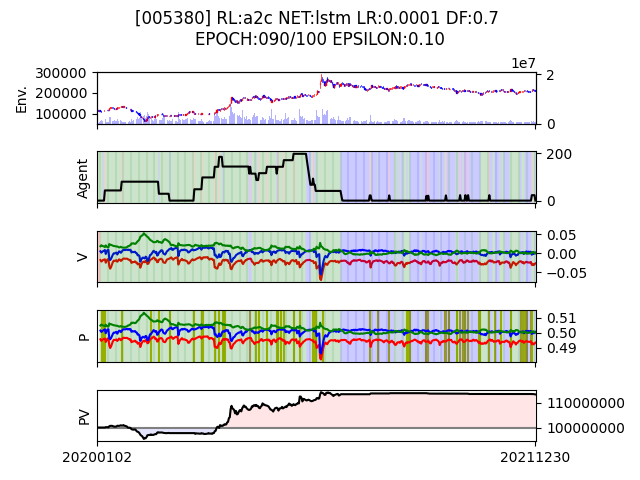 [005380] RL:a2c NET:lstm LR:0.0001 DF:0.7
EPOCH:090/100 EPSILON:0.10
1e7
300000
200000
100000
Env.
2
0
Agent
200
0
V
0.05
0.00
−0.05
P
0.51
0.50
0.49
PV
110000000
100000000
20200102
20211230